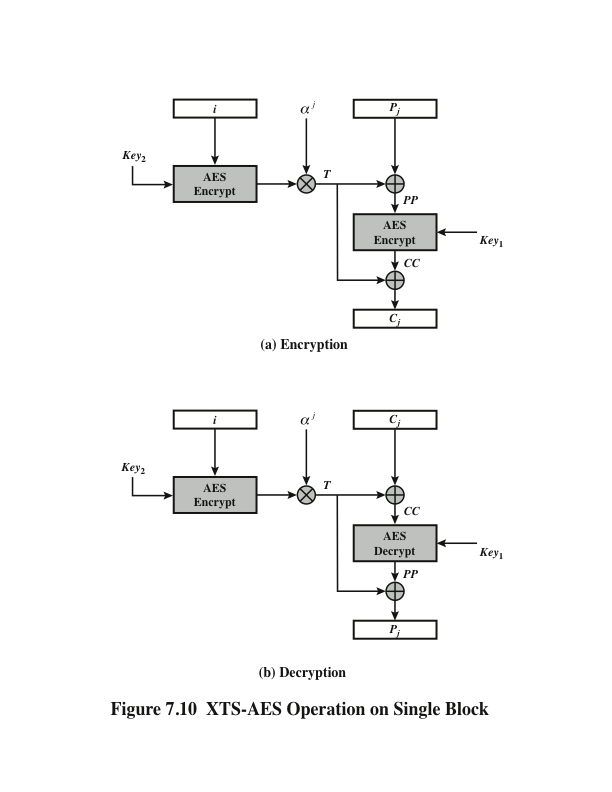 i
α^j
P_j
Key_2
AES
Encrypt
T
PP
AES
Encrypt
Key_1
CC
C_j
(a) Encryption
i
α^j
C_j
Key_2
AES
Encrypt
T
CC
AES
Decrypt
Key_1
PP
P_j
(b) Decryption
Figure 7.10 XTS-AES Operation on Single Block